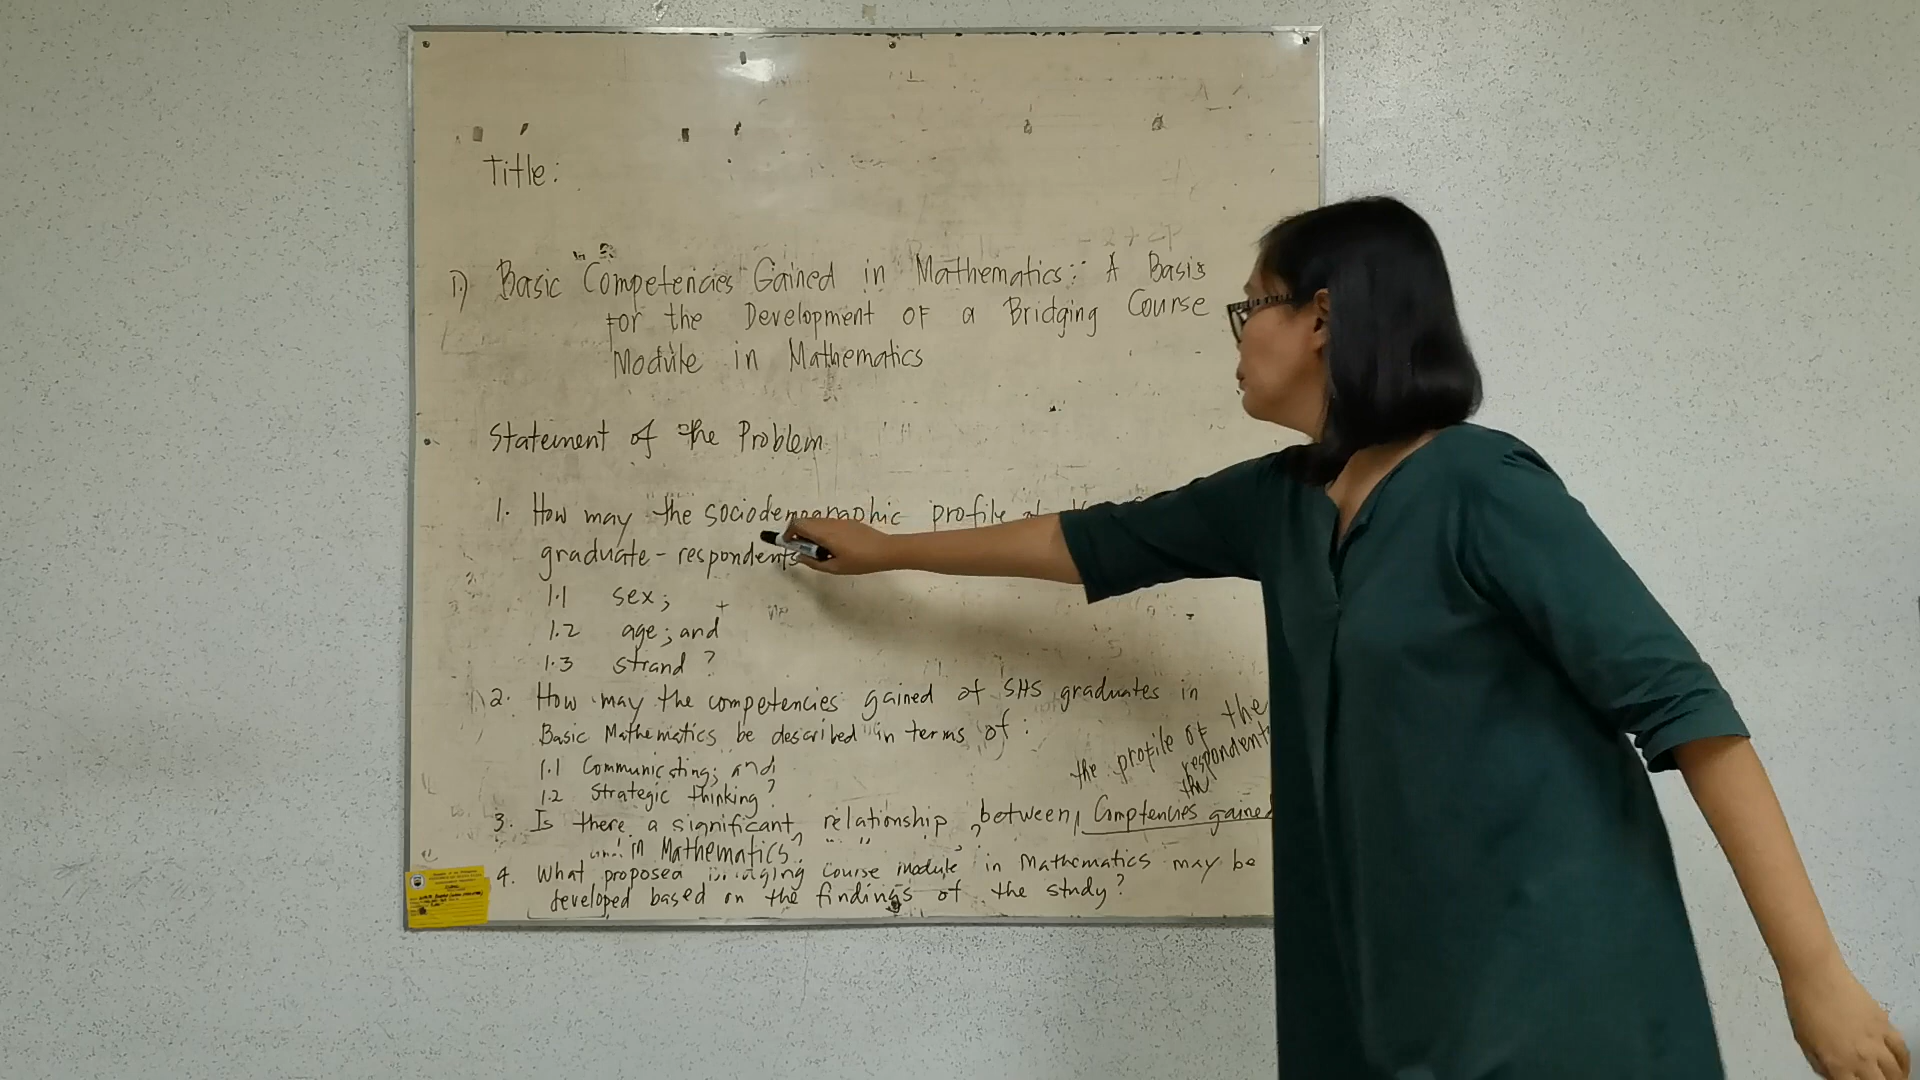 Title:
1) Basic Competencies Gained in Mathematics: A Basis
for the Development of a Bridging Course
Module in Mathematics
Statement of the Problem
1. How may the sociodemographic profile
graduate - respondents
1.1 sex;
1.2 age; and
1.3 strand ?
2. How may the competencies gained of SHS graduates in
Basic Mathematics be described in terms of :
1.1 Communicating; and
1.2 Strategic thinking?
the profile of the
respondents
the
3. Is there a significant relationship between Comptencies gained
in Mathematics?
4. What proposed bridging course module in Mathematics may be
developed based on the findings of the study?